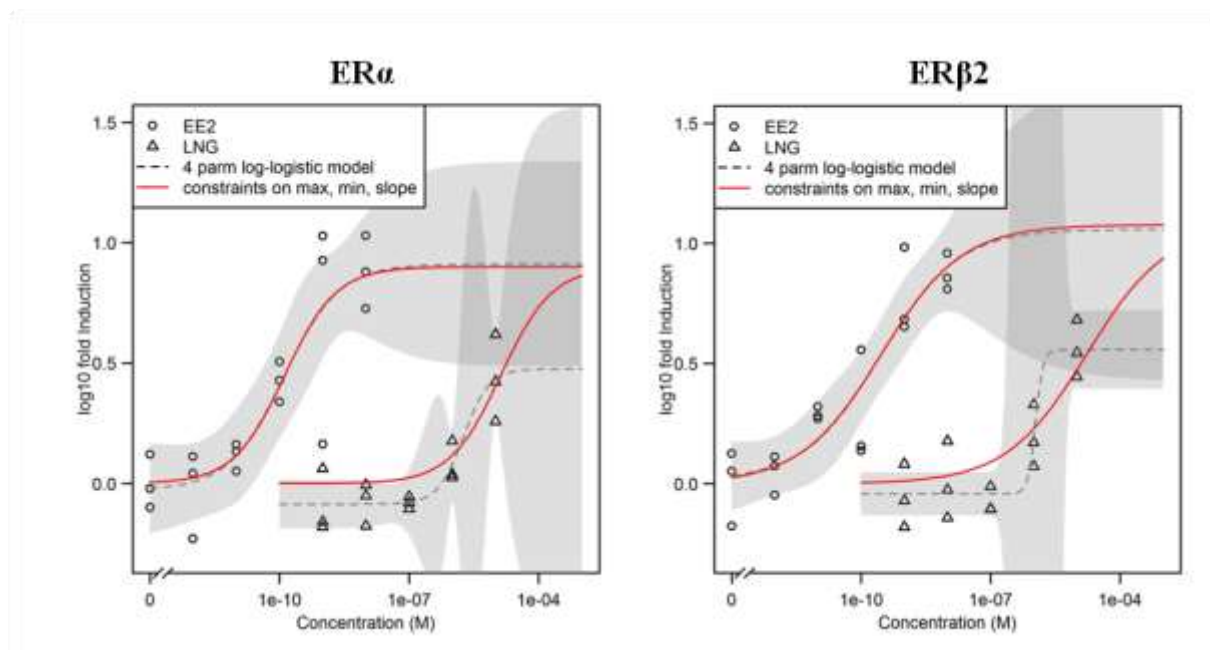 ERα
EE2
LNG
4 parm log-logistic model
constraints on max, min, slope
1.5
1.0
0.5
0.0
log10 fold Induction
0
1e-10
1e-07
1e-04
Concentration (M)
ERβ2
EE2
LNG
4 parm log-logistic model
constraints on max, min, slope
1.5
1.0
0.5
0.0
log10 fold Induction
0
1e-10
1e-07
1e-04
Concentration (M)